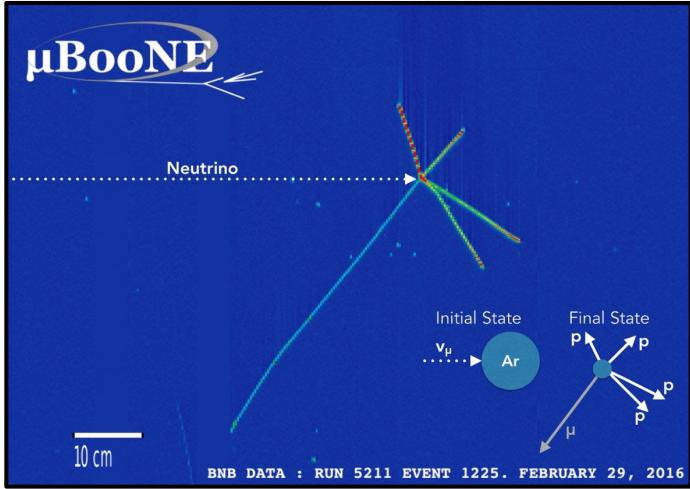 µBooNE
Neutrino
Initial State
Final State
νμ
Ar
p
p
p
p
μ
10 cm
BNB DATA : RUN 5211 EVENT 1225. FEBRUARY 29, 2016